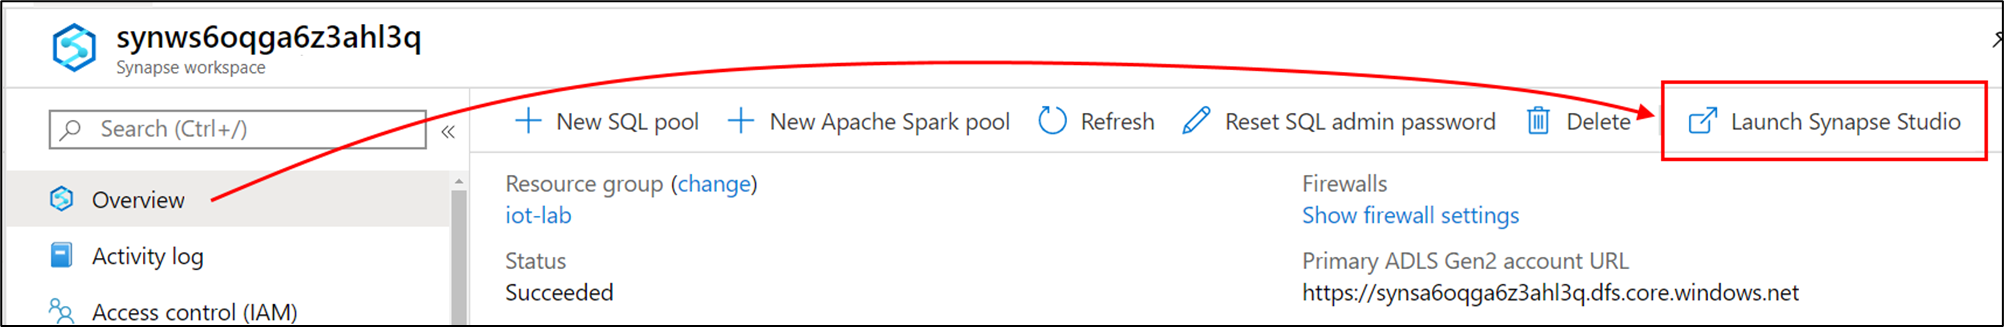 synws6oqga6z3ahl3q
Synapse workspace
Search (Ctrl+/)
«
New SQL pool
New Apache Spark pool
Refresh
Reset SQL admin password
Delete
Launch Synapse Studio
Overview
Activity log
Access control (IAM)
Resource group (change)
iot-lab
Status
Succeeded
Firewalls
Show firewall settings
Primary ADLS Gen2 account URL
https://synsa6oqga6z3ahl3q.dfs.core.windows.net